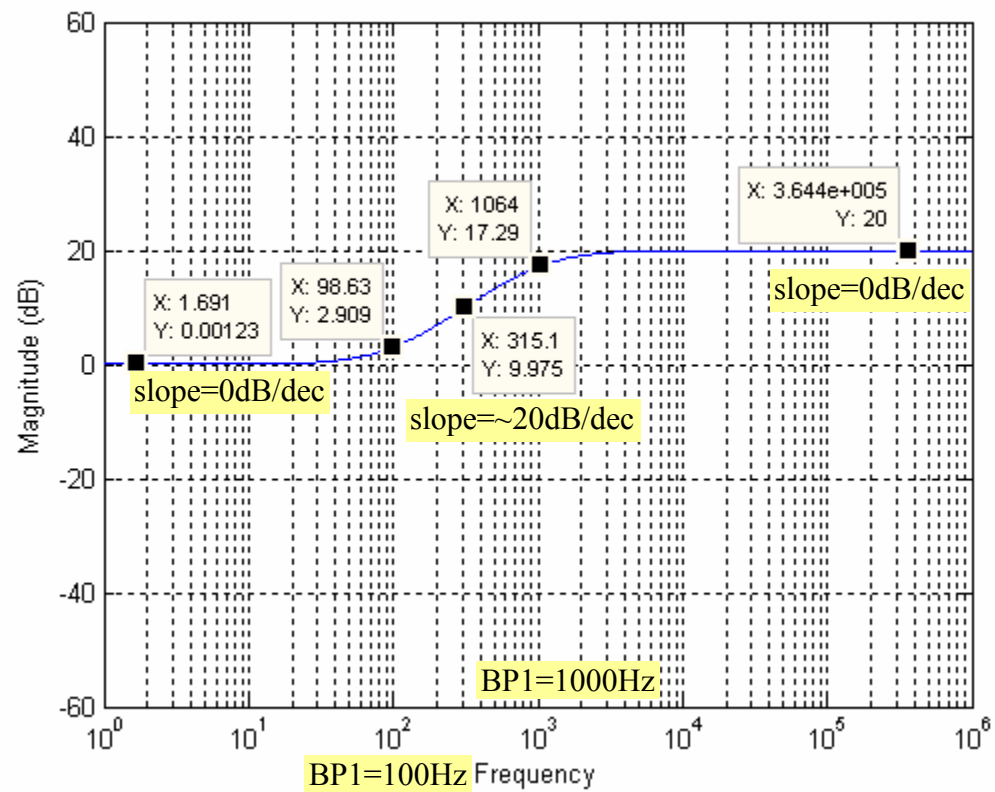 60
40
20
0
-20
-40
-60
Magnitude (dB)
X: 1.691
Y: 0.00123
slope=0dB/dec
X: 98.63
Y: 2.909
X: 1064
Y: 17.29
X: 315.1
Y: 9.975
slope=~20dB/dec
X: 3.644e+005
Y: 20
slope=0dB/dec
BP1=1000Hz
10^0
10^1
10^2
10^3
10^4
10^5
10^6
BP1=100Hz
Frequency